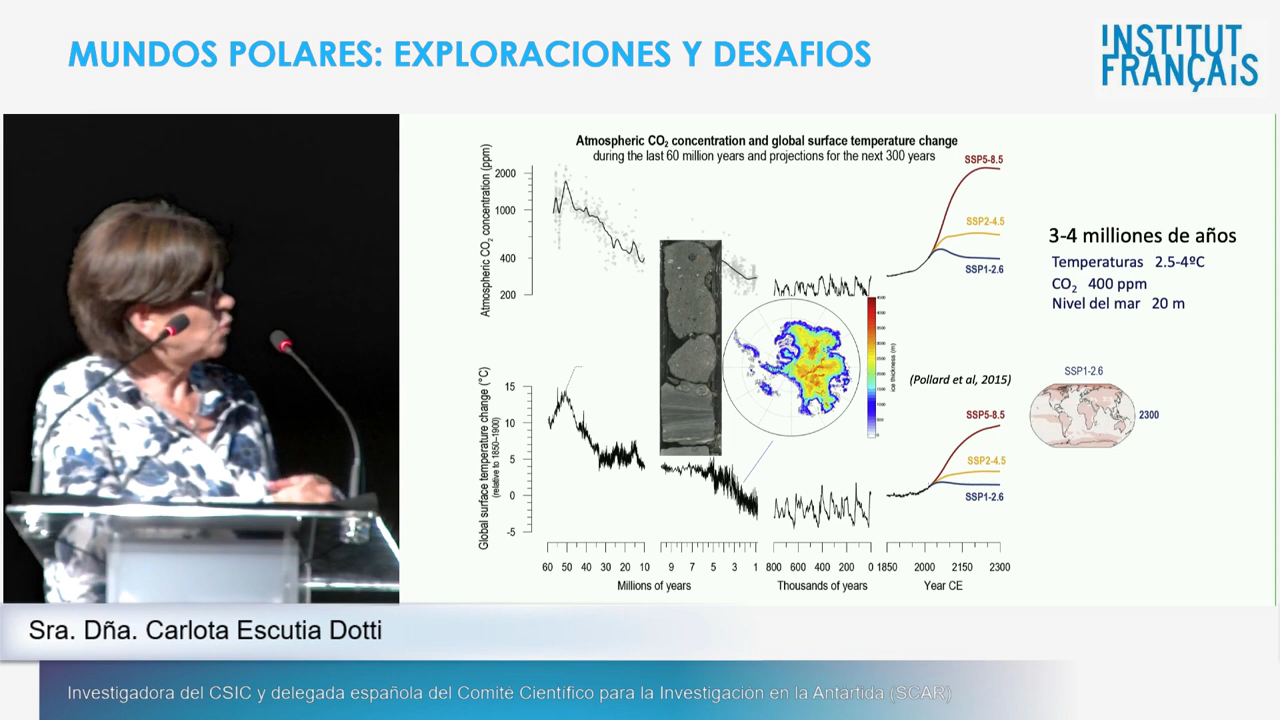 MUNDOS POLARES: EXPLORACIONES Y DESAFIOS
INSTITUT
FRANÇAIS
Atmospheric CO₂ concentration and global surface temperature change
during the last 60 million years and projections for the next 300 years
Atmospheric CO₂ concentration (ppm)
2000
1000
400
200
SSP5-8.5
SSP2-4.5
SSP1-2.6
3-4 milliones de años
Temperaturas 2.5-4ºC
CO₂ 400 ppm
Nivel del mar 20 m
ice thickness (m)
(Pollard et al, 2015)
Global surface temperature change (°C)
(relative to 1850–1900)
15
10
5
0
-5
SSP5-8.5
SSP2-4.5
SSP1-2.6
SSP1-2.6
2300
60 50 40 30 20 10 9 7 5 3 1 800 600 400 200 0 1850 2000 2150 2300
Millions of years Thousands of years Year CE
Sra. Dña. Carlota Escutia Dotti
Investigadora del CSIC y delegada española del Comité Científico para la Investigación en la Antártida (SCAR)